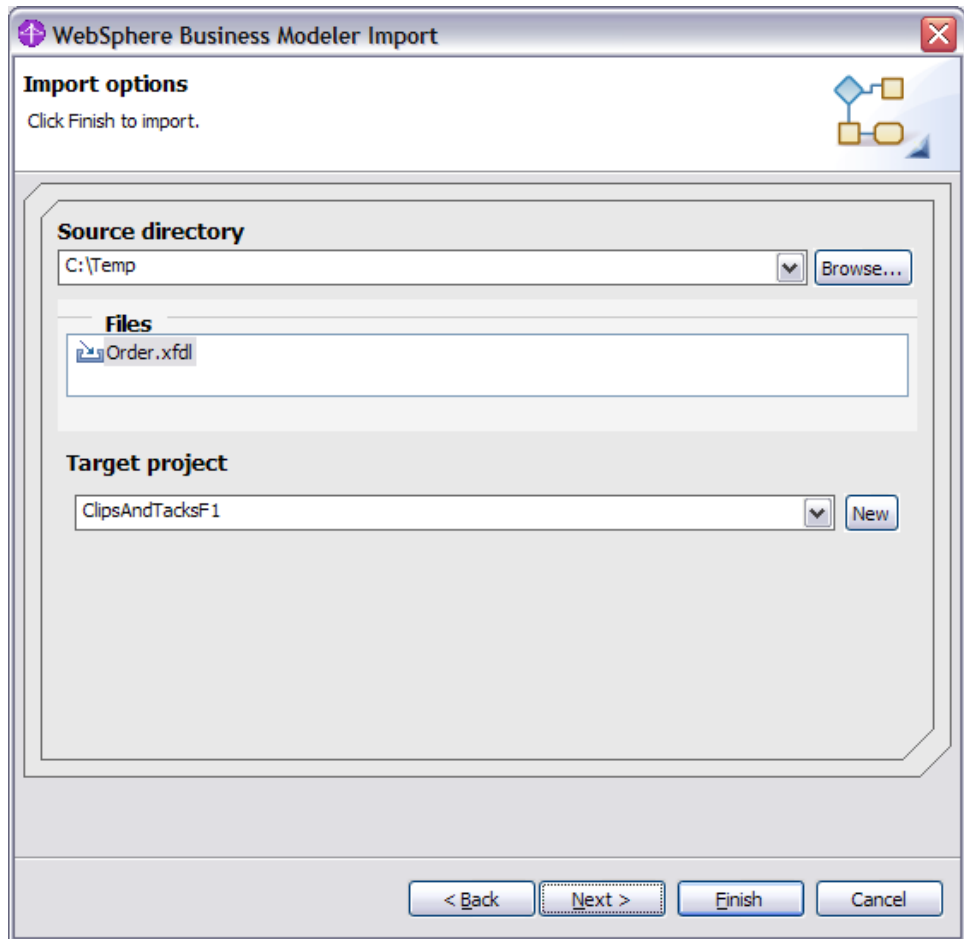 WebSphere Business Modeler Import
Import options
Click Finish to import.
Source directory
C:\Temp
Browse...
Files
Order.xfdl
Target project
ClipsAndTacksF1
New
< Back Next > Finish Cancel